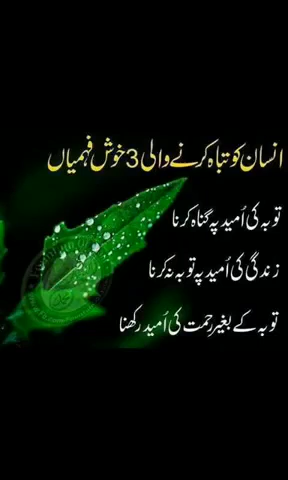 انسان کو تباہ کرنے والی 3 خوش فہمیاں
توبہ کی اُمید پہ گناہ کرنا
زندگی کی اُمید پہ توبہ نہ کرنا
توبہ کے بغیر رحمت کی اُمید رکھنا